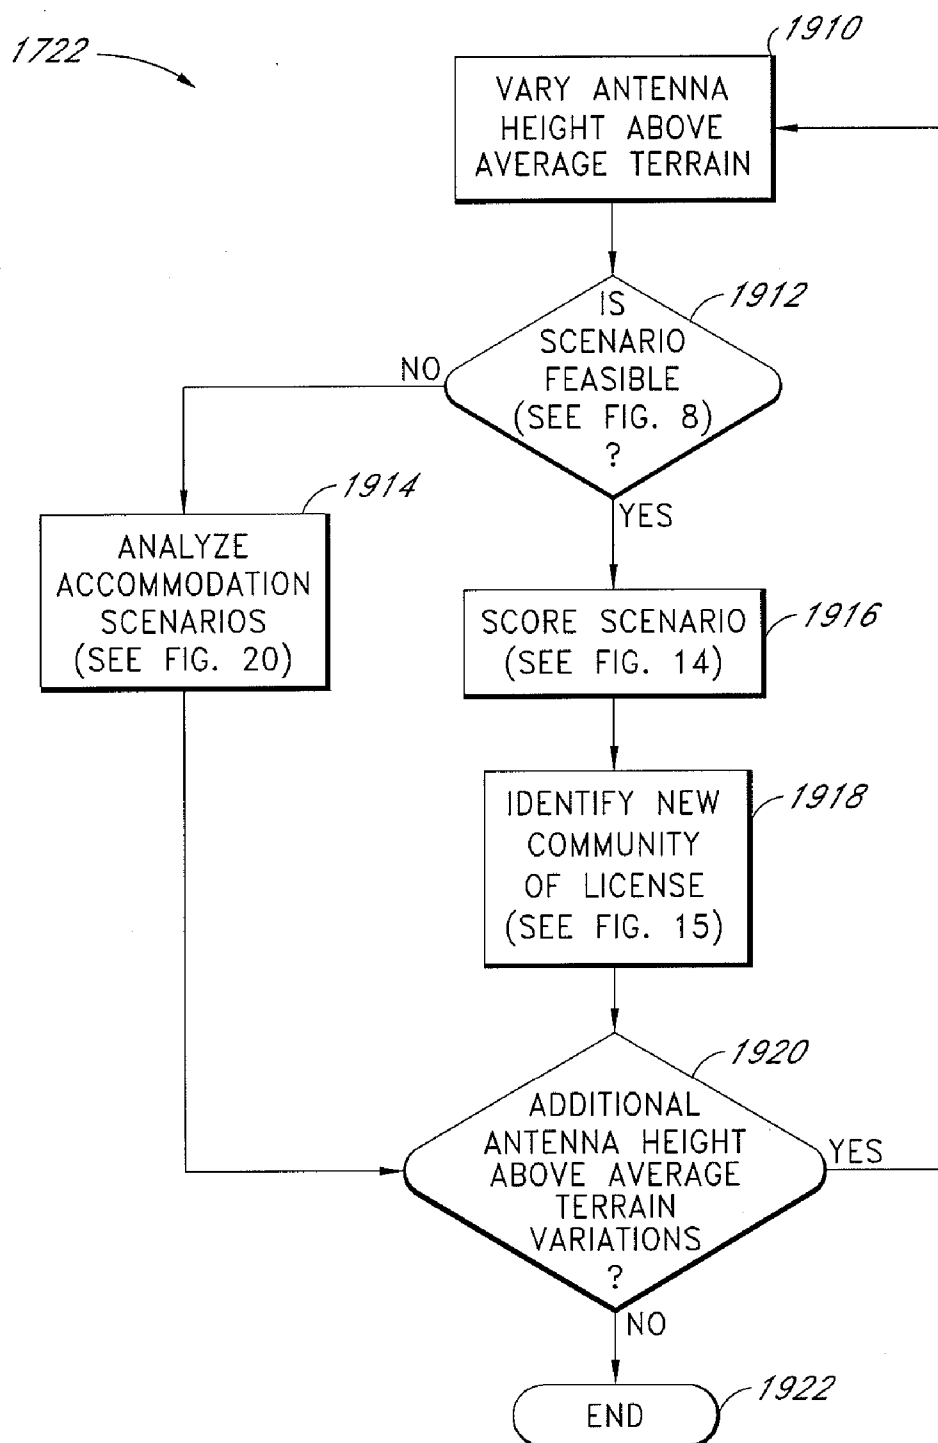 1722
1910
VARY ANTENNA
HEIGHT ABOVE
AVERAGE TERRAIN
1912
IS
SCENARIO
FEASIBLE
(SEE FIG. 8)
?
NO
YES
1914
ANALYZE
ACCOMMODATION
SCENARIOS
(SEE FIG. 20)
1916
SCORE SCENARIO
(SEE FIG. 14)
1918
IDENTIFY NEW
COMMUNITY
OF LICENSE
(SEE FIG. 15)
1920
ADDITIONAL
ANTENNA HEIGHT
ABOVE AVERAGE
TERRAIN
VARIATIONS
?
YES
NO
1922
END